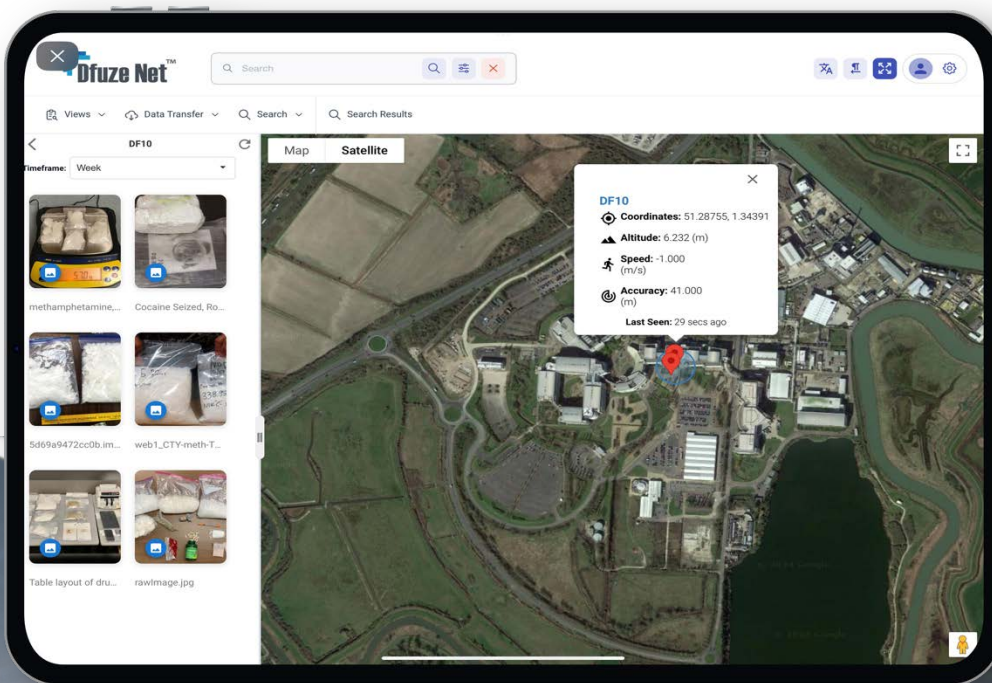 Dfuze Net™
Search
Views
Data Transfer
Search
Search Results
DF10
Timeframe: Week
methamphetamine,...
Cocaine Seized, Ro...
5d69a9472cc0b.im...
web1_CTY-meth-T...
Table layout of dru...
rawImage.jpg
Map
Satellite
DF10
Coordinates: 51.28755, 1.34391
Altitude: 6.232 (m)
Speed: -1.000
(m/s)
Accuracy: 41.000
(m)
Last Seen: 29 secs ago